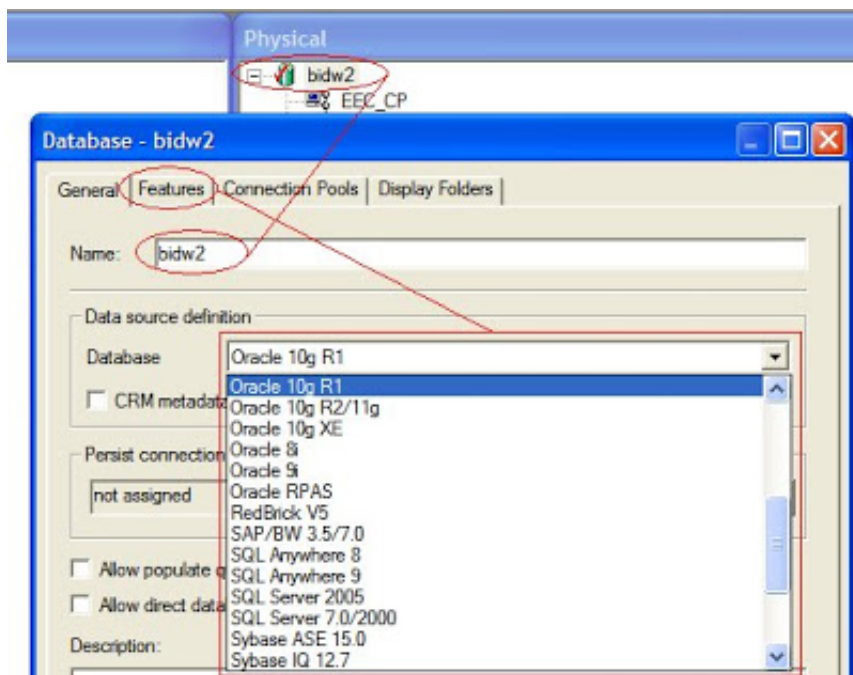 Physical
bidw2
EEC_CP
Database - bidw2
General Features Connection Pools Display Folders
Name: bidw2
Data source definition
Database Oracle 10g R1
Oracle 10g R1
CRM metadata
Oracle 10g R2/11g
Oracle 10g XE
Oracle 8i
Persist connection
Oracle 9i
not assigned
Oracle RPAS
RedBrick V5
SAP/BW 3.5/7.0
SQL Anywhere 8
Allow populate q
SQL Anywhere 9
SQL Server 2005
Allow direct data
SQL Server 7.0/2000
Sybase ASE 15.0
Description:
Sybase IQ 12.7